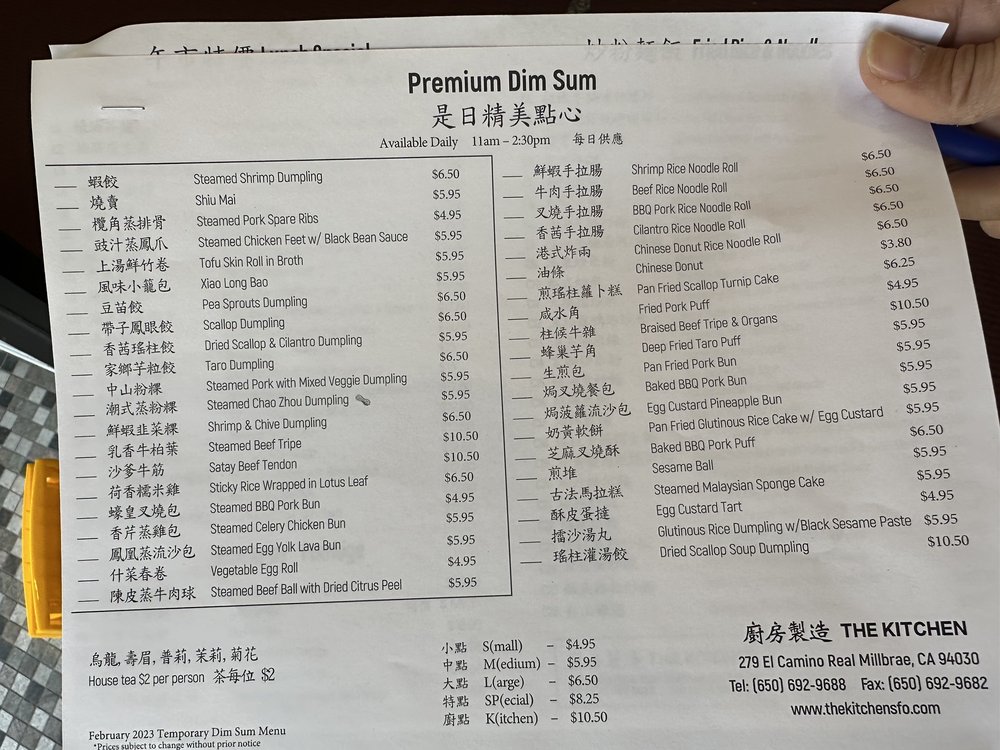 Premium Dim Sum
是日精美點心
Available Daily 11am – 2:30pm 每日供應
蝦餃 Steamed Shrimp Dumpling $6.50
燒賣 Shiu Mai $5.95
欖角蒸排骨 Steamed Pork Spare Ribs $4.95
豉汁蒸鳳爪 Steamed Chicken Feet w/ Black Bean Sauce $5.95
上湯鮮竹卷 Tofu Skin Roll in Broth $5.95
風味小籠包 Xiao Long Bao $5.95
豆苗餃 Pea Sprouts Dumpling $6.50
帶子鳳眼餃 Scallop Dumpling $6.50
香茜瑤柱餃 Dried Scallop & Cilantro Dumpling $5.95
家鄉芋粒餃 Taro Dumpling $6.50
中山粉粿 Steamed Pork with Mixed Veggie Dumpling $5.95
潮式蒸粉粿 Steamed Chao Zhou Dumpling $5.95
鮮蝦韭菜粿 Shrimp & Chive Dumpling $6.50
乳香牛柏葉 Steamed Beef Tripe $10.50
沙爹牛筋 Satay Beef Tendon $10.50
荷香糯米雞 Sticky Rice Wrapped in Lotus Leaf $6.50
蠔皇叉燒包 Steamed BBQ Pork Bun $4.95
香芹蒸雞包 Steamed Celery Chicken Bun $5.95
鳳凰蒸流沙包 Steamed Egg Yolk Lava Bun $5.95
什菜春卷 Vegetable Egg Roll $4.95
陳皮蒸牛肉球 Steamed Beef Ball with Dried Citrus Peel $5.95
鮮蝦手拉腸 Shrimp Rice Noodle Roll $6.50
牛肉手拉腸 Beef Rice Noodle Roll $6.50
叉燒手拉腸 BBQ Pork Rice Noodle Roll $6.50
香茜手拉腸 Cilantro Rice Noodle Roll $6.50
港式炸兩 Chinese Donut Rice Noodle Roll $6.50
油條 Chinese Donut $3.80
煎瑤柱蘿卜糕 Pan Fried Scallop Turnip Cake $6.25
咸水角 Fried Pork Puff $4.95
柱候牛雜 Braised Beef Tripe & Organs $10.50
蜂巢芋角 Deep Fried Taro Puff $5.95
生煎包 Pan Fried Pork Bun $5.95
焗叉燒餐包 Baked BBQ Pork Bun $5.95
焗菠蘿流沙包 Egg Custard Pineapple Bun $5.95
奶黃軟餅 Pan Fried Glutinous Rice Cake w/ Egg Custard $5.95
芝麻叉燒酥 Baked BBQ Pork Puff $6.50
煎堆 Sesame Ball $5.95
古法馬拉糕 Steamed Malaysian Sponge Cake $5.95
酥皮蛋撻 Egg Custard Tart $4.95
擂沙湯丸 Glutinous Rice Dumpling w/Black Sesame Paste $5.95
瑤柱灌湯餃 Dried Scallop Soup Dumpling $10.50
烏龍, 壽眉, 普莉, 茉莉, 菊花
House tea $2 per person 茶每位 $2
小點 S(mall) – $4.95
中點 M(edium) – $5.95
大點 L(arge) – $6.50
特點 SP(ecial) – $8.25
廚點 K(itchen) – $10.50
廚房製造 THE KITCHEN
279 El Camino Real Millbrae, CA 94030
Tel: (650) 692-9688 Fax: (650) 692-9682
www.thekitchensfo.com
February 2023 Temporary Dim Sum Menu
*Prices subject to change without prior notice